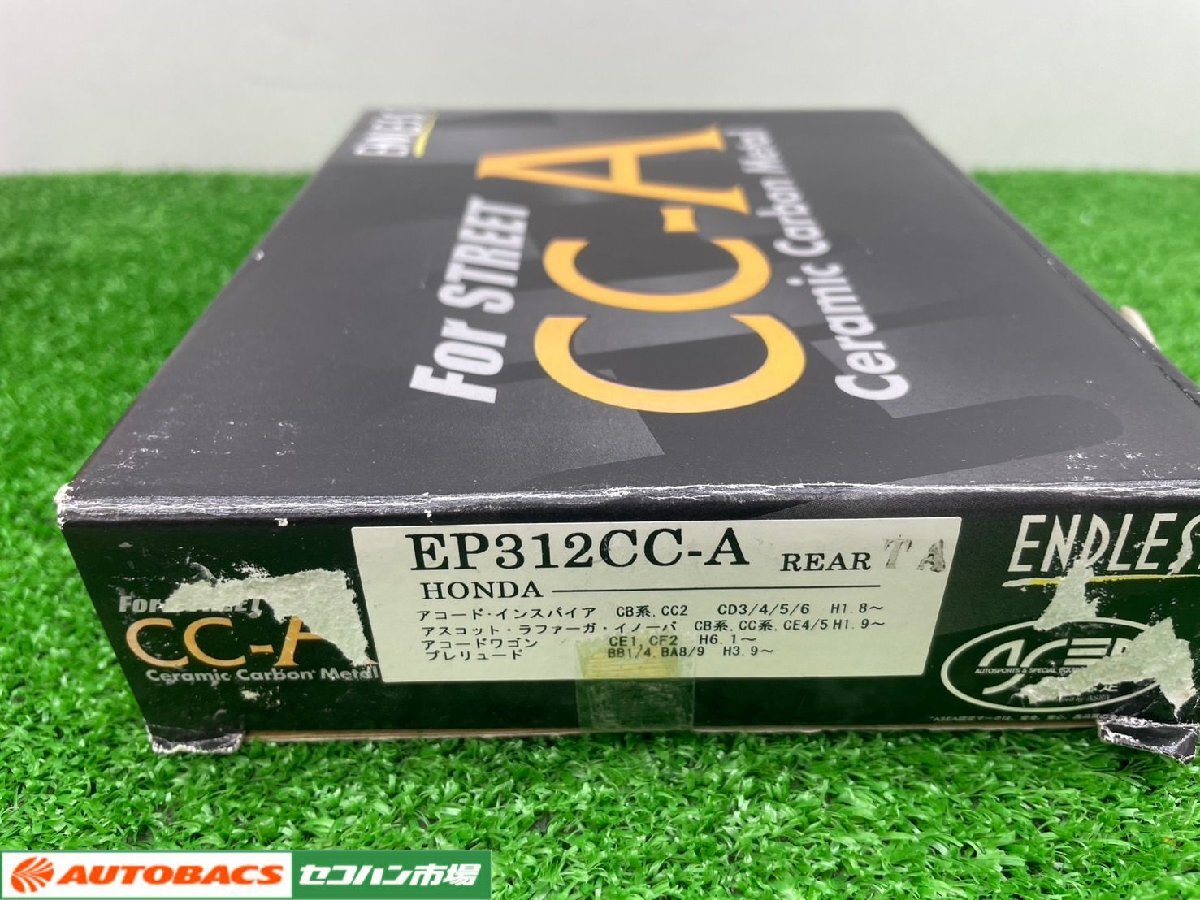 ENDLESS
For STREET
CC-A
Ceramic Carbon Metal
EP312CC-A REAR TA
HONDA
アコード・インスパイア CB系.CC2 CD3/4/5/6 H1.8～
アスコット・ラファーガ・イノーバ CB系.CC系.CE4/5 H1.9～
アコードワゴン CE1.CF2 H6.1～
プレリュード BB1/4.BA8/9 H3.9～
For
CC-A
Ceramic Carbon Metal
ENDLESS
AUTOSPORTS & SPECIAL
AUTOBACS セコハン市場